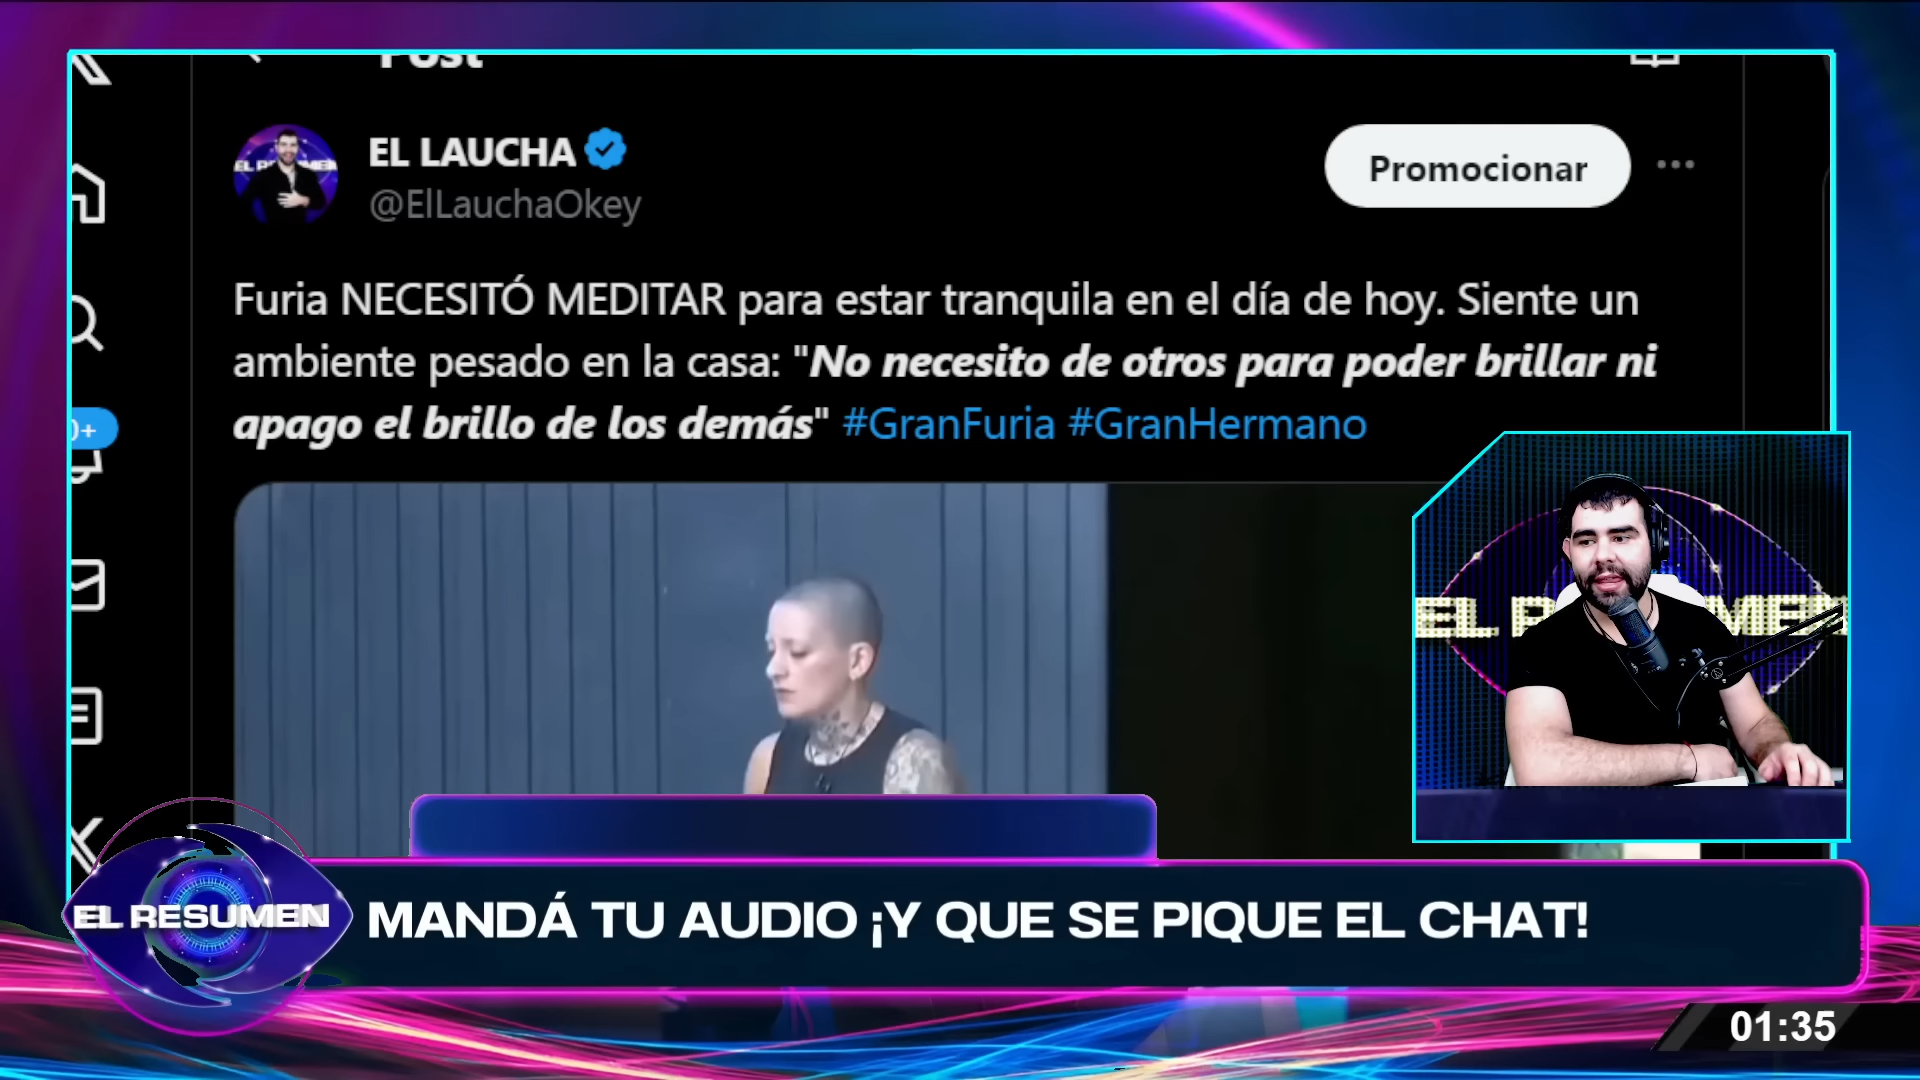 Post
EL LAUCHA
@ElLauchaOkey
Promocionar
Furia NECESITÓ MEDITAR para estar tranquila en el día de hoy. Siente un
ambiente pesado en la casa: "No necesito de otros para poder brillar ni
apago el brillo de los demás" #GranFuria #GranHermano
EL RESUMEN
MANDÁ TU AUDIO ¡Y QUE SE PIQUE EL CHAT!
01:35